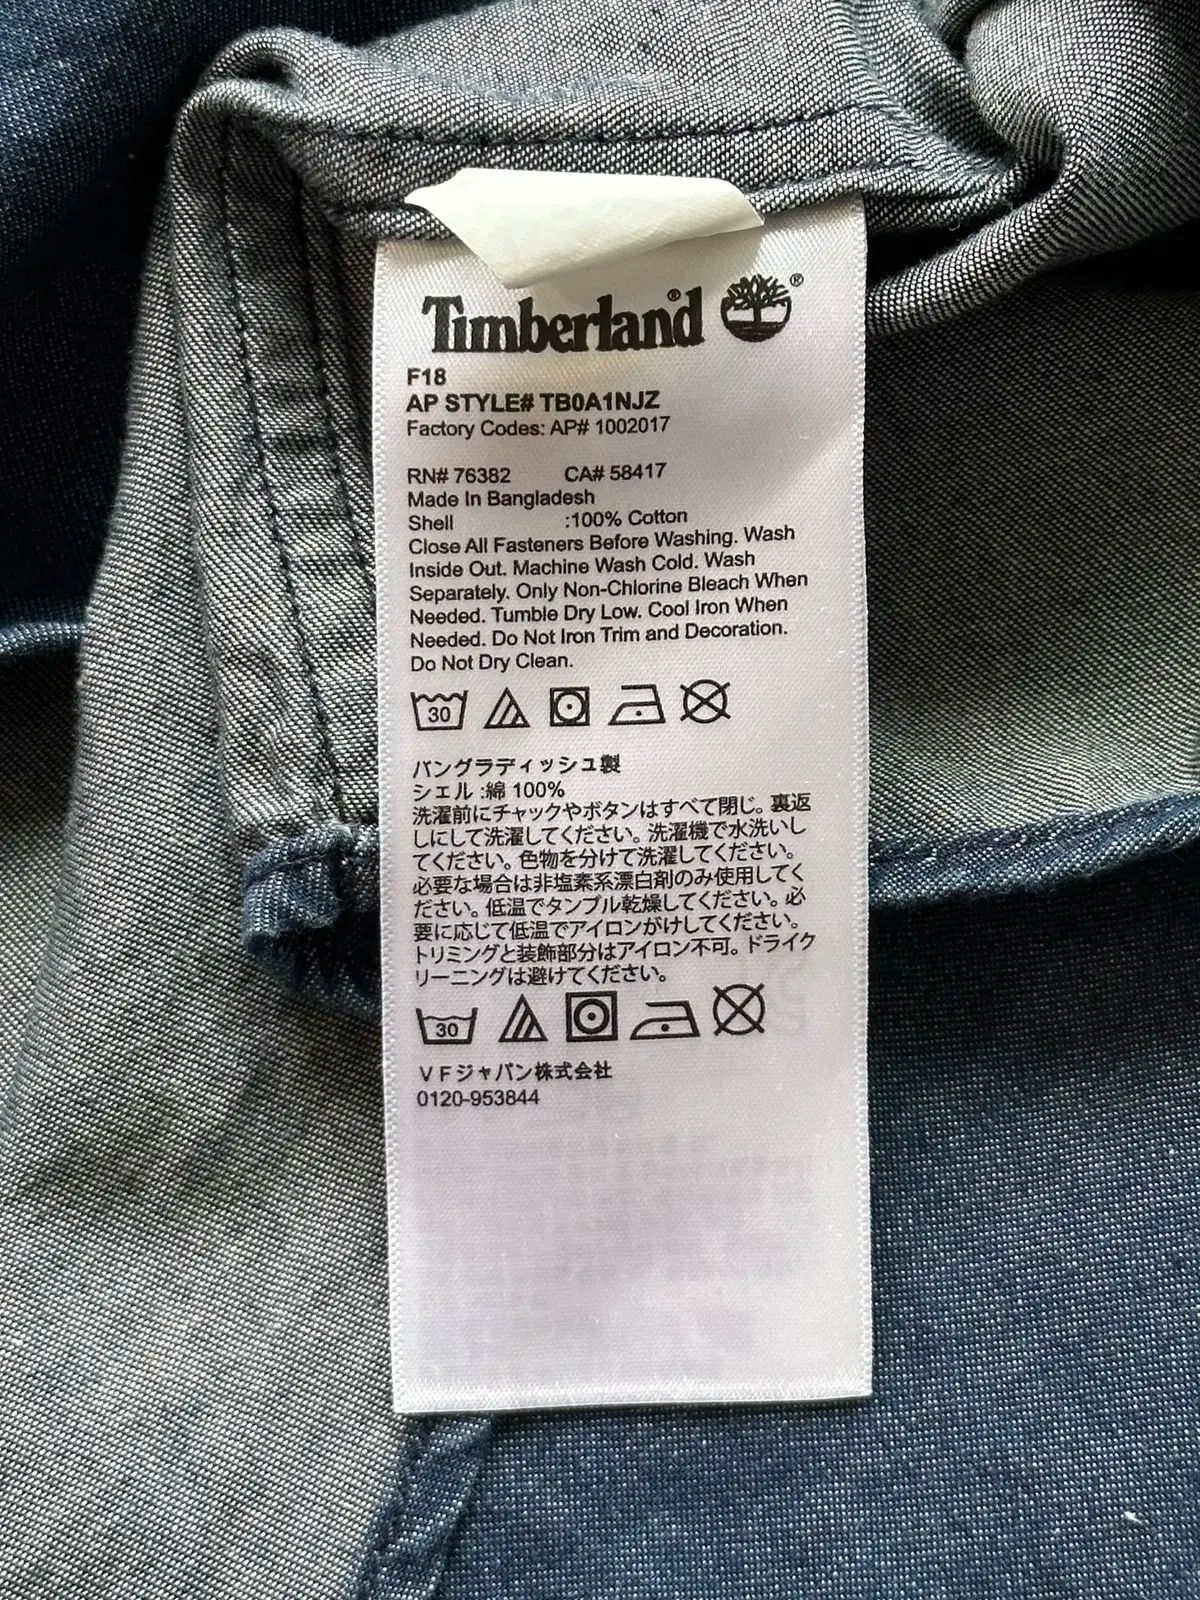 Timberland® ®
F18
AP STYLE# TB0A1NJZ
Factory Codes: AP# 1002017
RN# 76382 CA# 58417
Made In Bangladesh
Shell :100% Cotton
Close All Fasteners Before Washing. Wash
Inside Out. Machine Wash Cold. Wash
Separately. Only Non-Chlorine Bleach When
Needed. Tumble Dry Low. Cool Iron When
Needed. Do Not Iron Trim and Decoration.
Do Not Dry Clean.
30
バングラディッシュ製
シェル :綿 100%
洗濯前にチャックやボタンはすべて閉じ。裏返
しにして洗濯してください。洗濯機で水洗いし
てください。色物を分けて洗濯してください。
必要な場合は非塩素系漂白剤のみ使用してく
ださい。低温でタンブル乾燥してください。必
要に応じて低温でアイロンがけしてください。
トリミングと装飾部分はアイロン不可。ドライク
リーニングは避けてください。
30
VFジャパン株式会社
0120-953844